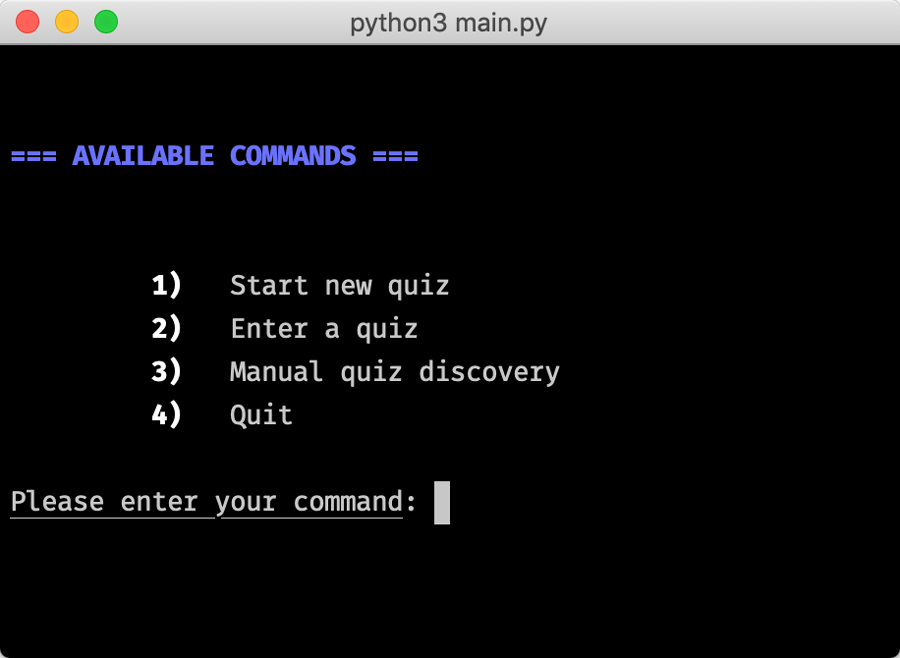 python3 main.py
=== AVAILABLE COMMANDS ===
1) Start new quiz
2) Enter a quiz
3) Manual quiz discovery
4) Quit
Please enter your command: